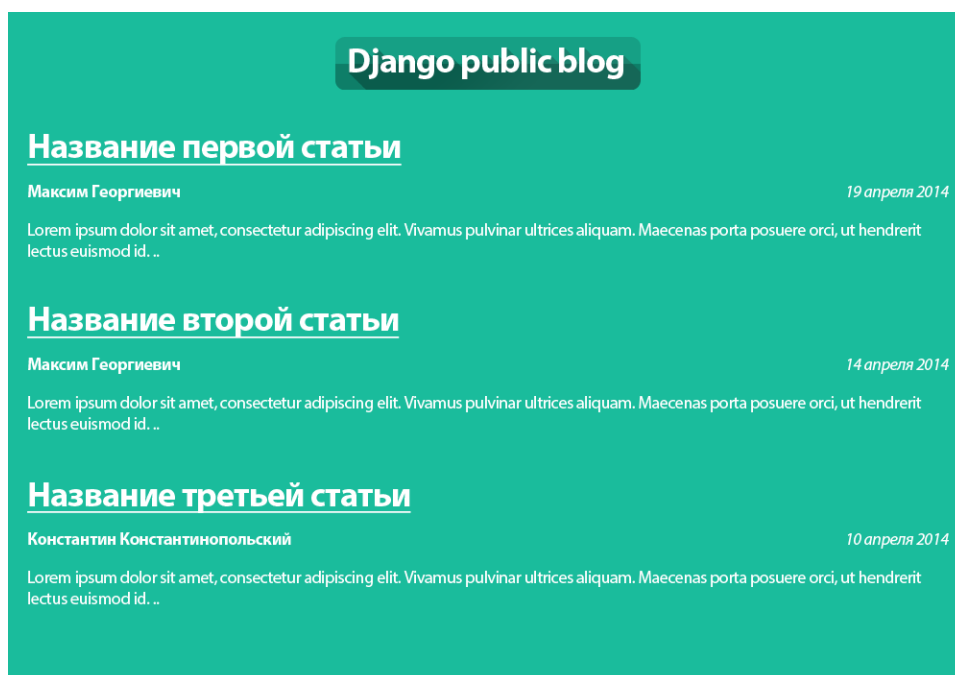 Django public blog
Название первой статьи
Максим Георгиевич 19 апреля 2014
Lorem ipsum dolor sit amet, consectetur adipiscing elit. Vivamus pulvinar ultrices aliquam. Maecenas porta posuere orci, ut hendrerit
lectus euismod id. ..
Название второй статьи
Максим Георгиевич 14 апреля 2014
Lorem ipsum dolor sit amet, consectetur adipiscing elit. Vivamus pulvinar ultrices aliquam. Maecenas porta posuere orci, ut hendrerit
lectus euismod id. ..
Название третьей статьи
Константин Константинопольский 10 апреля 2014
Lorem ipsum dolor sit amet, consectetur adipiscing elit. Vivamus pulvinar ultrices aliquam. Maecenas porta posuere orci, ut hendrerit
lectus euismod id. ..